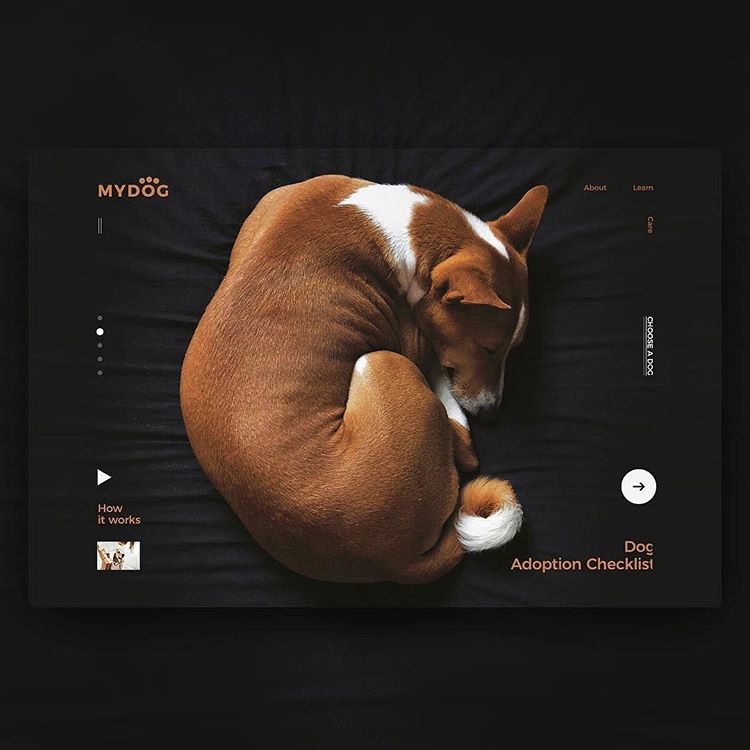 MYDOG
About
Learn
Care
CHOOSE A DOG
How
it works
Dog
Adoption Checklist